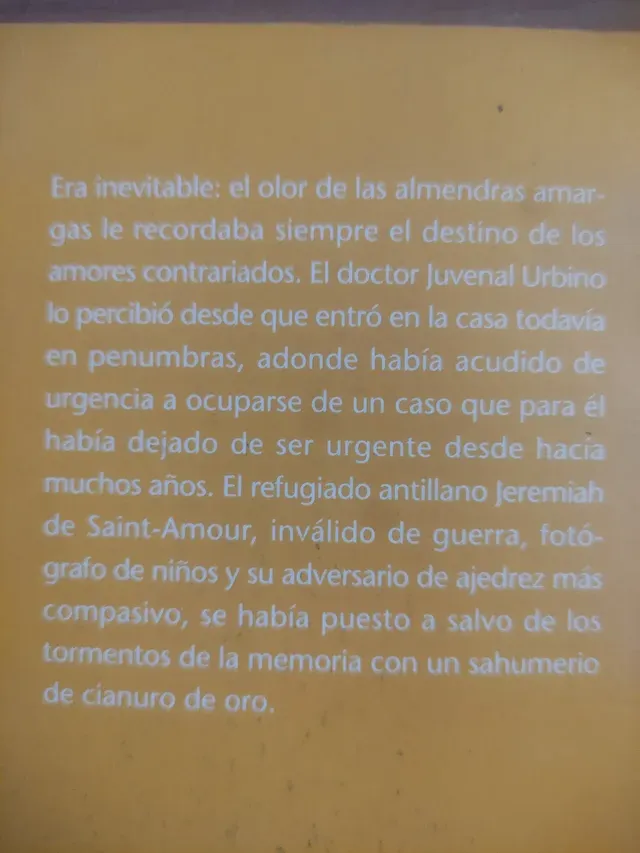 Era inevitable: el olor de las almendras amar-
gas le recordaba siempre el destino de los
amores contrariados. El doctor Juvenal Urbino
lo percibió desde que entró en la casa todavía
en penumbras, adonde había acudido de
urgencia a ocuparse de un caso que para él
había dejado de ser urgente desde hacía
muchos años. El refugiado antillano Jeremiah
de Saint-Amour, inválido de guerra, fotó-
grafo de niños y su adversario de ajedrez más
compasivo, se había puesto a salvo de los
tormentos de la memoria con un sahumerio
de cianuro de oro.